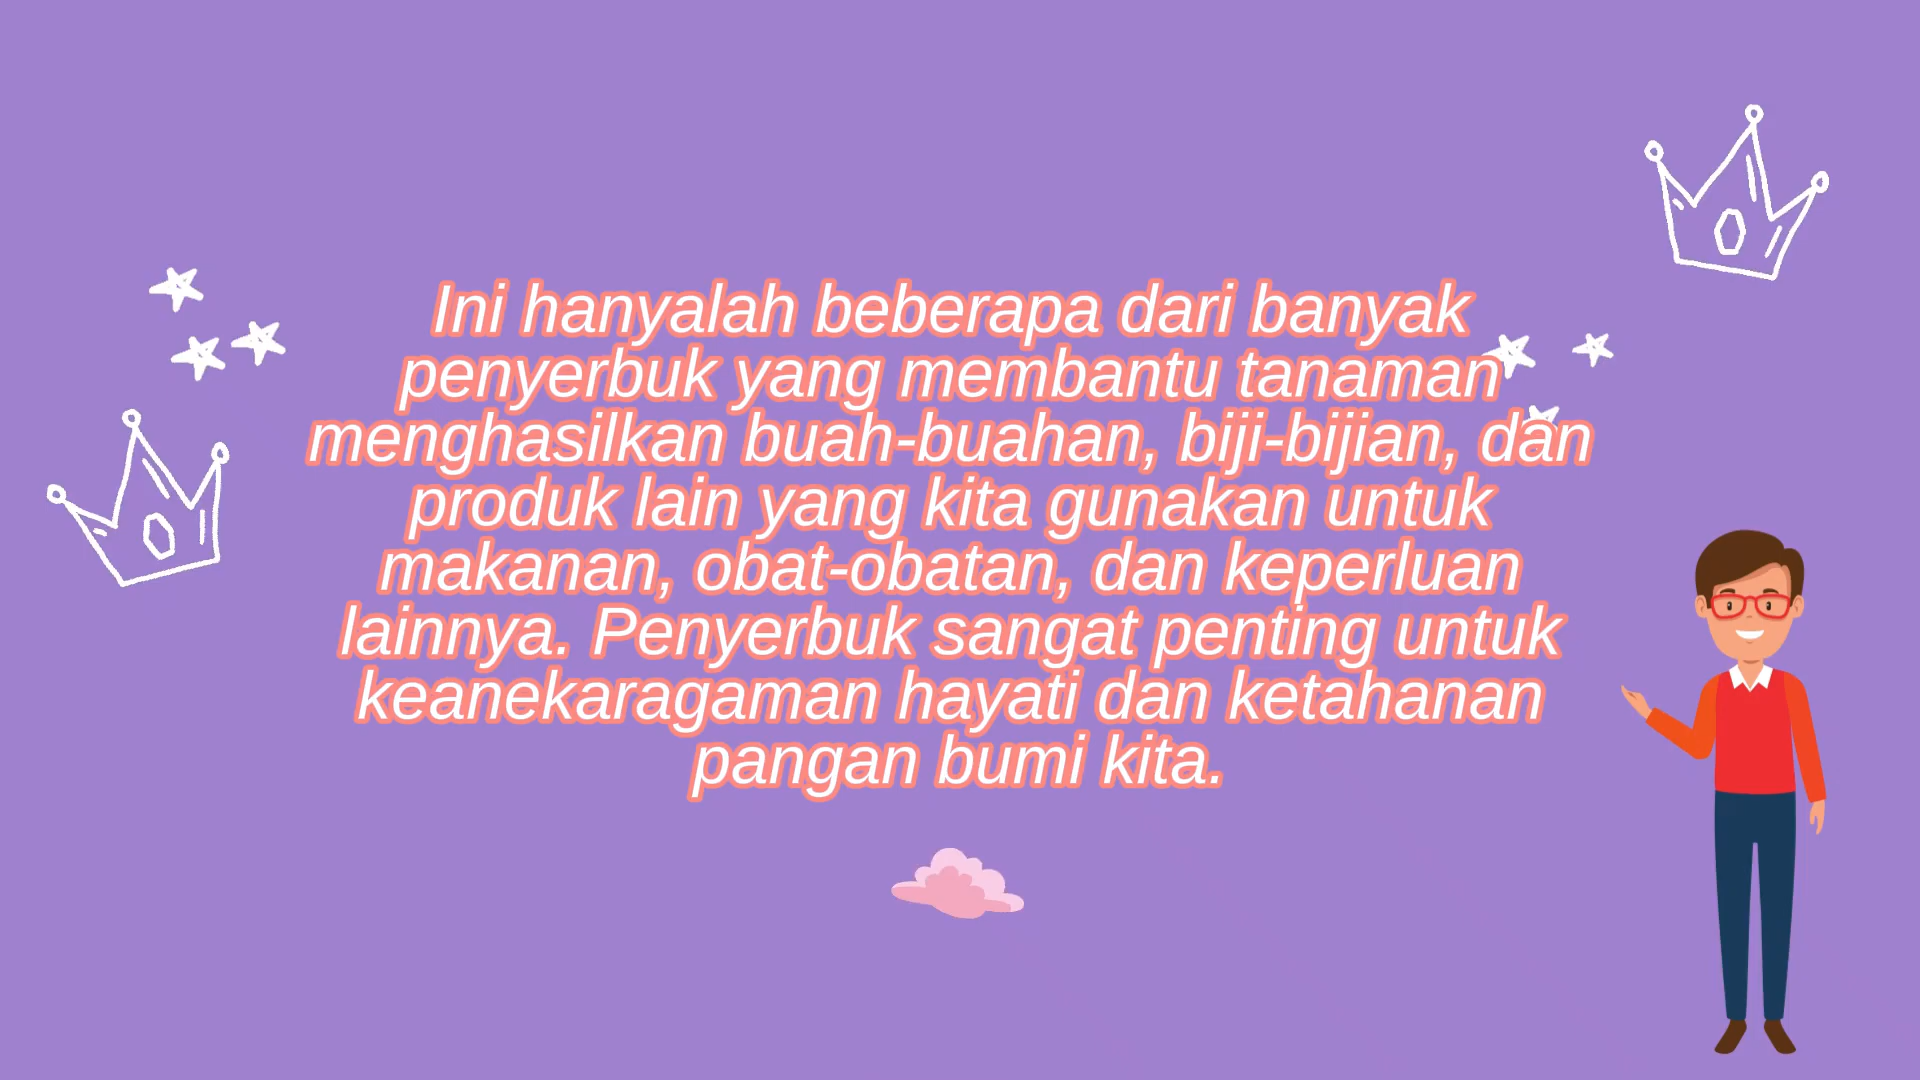 Ini hanyalah beberapa dari banyak
penyerbuk yang membantu tanaman
menghasilkan buah-buahan, biji-bijian, dan
produk lain yang kita gunakan untuk
makanan, obat-obatan, dan keperluan
lainnya. Penyerbuk sangat penting untuk
keanekaragaman hayati dan ketahanan
pangan bumi kita.